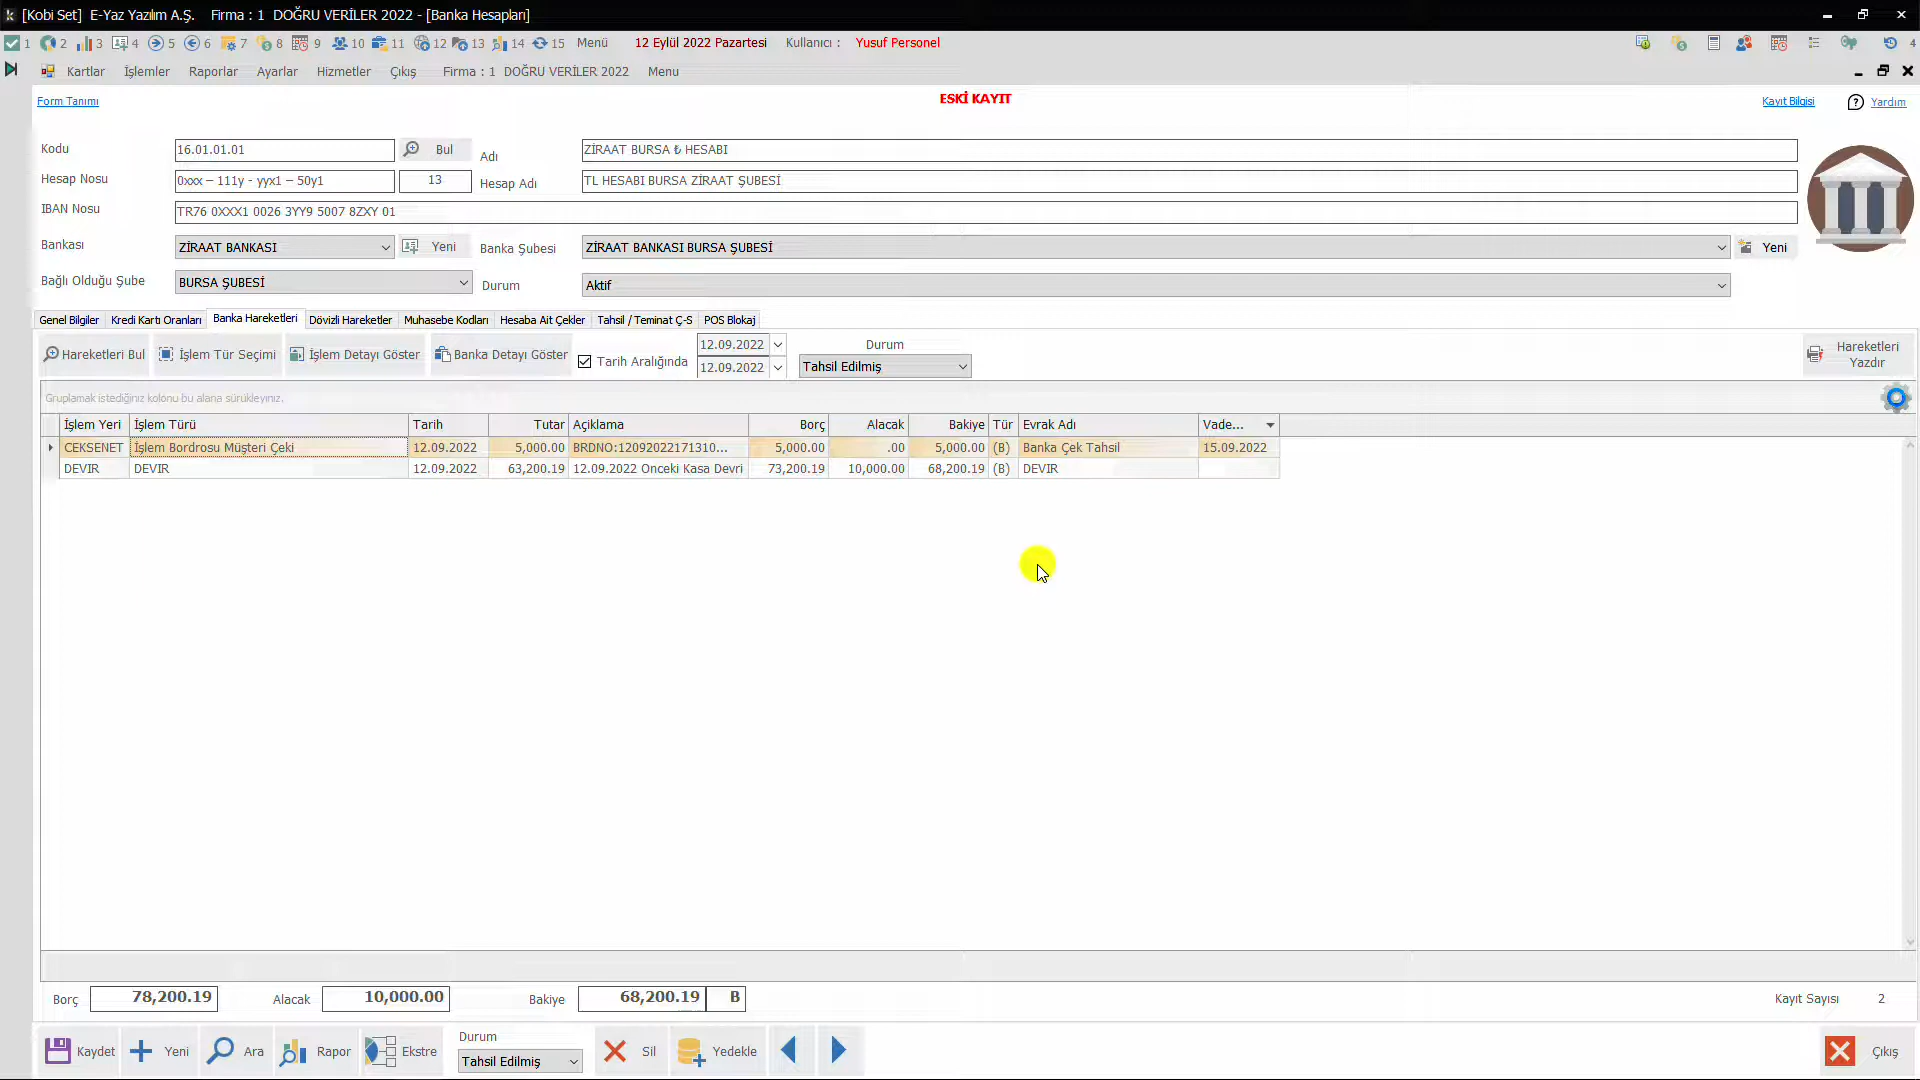 [Kobi Set] E-Yaz Yazılım A.Ş. Firma : 1 DOĞRU VERİLER 2022 - [Banka Hesapları]
1 2 3 4 5 6 7 8 9 10 11 12 13 14 15 Menü 12 Eylül 2022 Pazartesi Kullanıcı : Yusuf Personel 4
Kartlar İşlemler Raporlar Ayarlar Hizmetler Çıkış Firma : 1 DOĞRU VERİLER 2022 Menu
Form Tanımı ESKİ KAYIT Kayıt Bilgisi Yardım
Kodu 16.01.01.01 Bul Adı ZİRAAT BURSA ₺ HESABI
Hesap Nosu 0xxx – 111y - yyx1 – 50y1 13 Hesap Adı TL HESABI BURSA ZİRAAT ŞUBESİ
IBAN Nosu TR76 0XXX1 0026 3YY9 5007 8ZXY 01
Bankası ZİRAAT BANKASI Yeni Banka Şubesi ZİRAAT BANKASI BURSA ŞUBESİ Yeni
Bağlı Olduğu Şube BURSA ŞUBESİ Durum Aktif
Genel Bilgiler Kredi Kartı Oranları Banka Hareketleri Dövizli Hareketler Muhasebe Kodları Hesaba Ait Çekler Tahsil / Teminat Ç-S POS Blokaj
Hareketleri Bul İşlem Tür Seçimi İşlem Detayı Göster Banka Detayı Göster Tarih Aralığında 12.09.2022 Durum Hareketleri Yazdır
12.09.2022 Tahsil Edilmiş
Gruplamak istediğiniz kolonu bu alana sürükleyiniz.
İşlem Yeri İşlem Türü Tarih Tutar Açıklama Borç Alacak Bakiye Tür Evrak Adı Vade...
CEKSENET İşlem Bordrosu Müşteri Çeki 12.09.2022 5,000.00 BRDNO:12092022171310... 5,000.00 .00 5,000.00 (B) Banka Çek Tahsil 15.09.2022
DEVIR DEVIR 12.09.2022 63,200.19 12.09.2022 Onceki Kasa Devri 73,200.19 10,000.00 68,200.19 (B) DEVIR
Borç 78,200.19 Alacak 10,000.00 Bakiye 68,200.19 B Kayıt Sayısı 2
Kaydet Yeni Ara Rapor Ekstre Durum Tahsil Edilmiş Sil Yedekle Çıkış